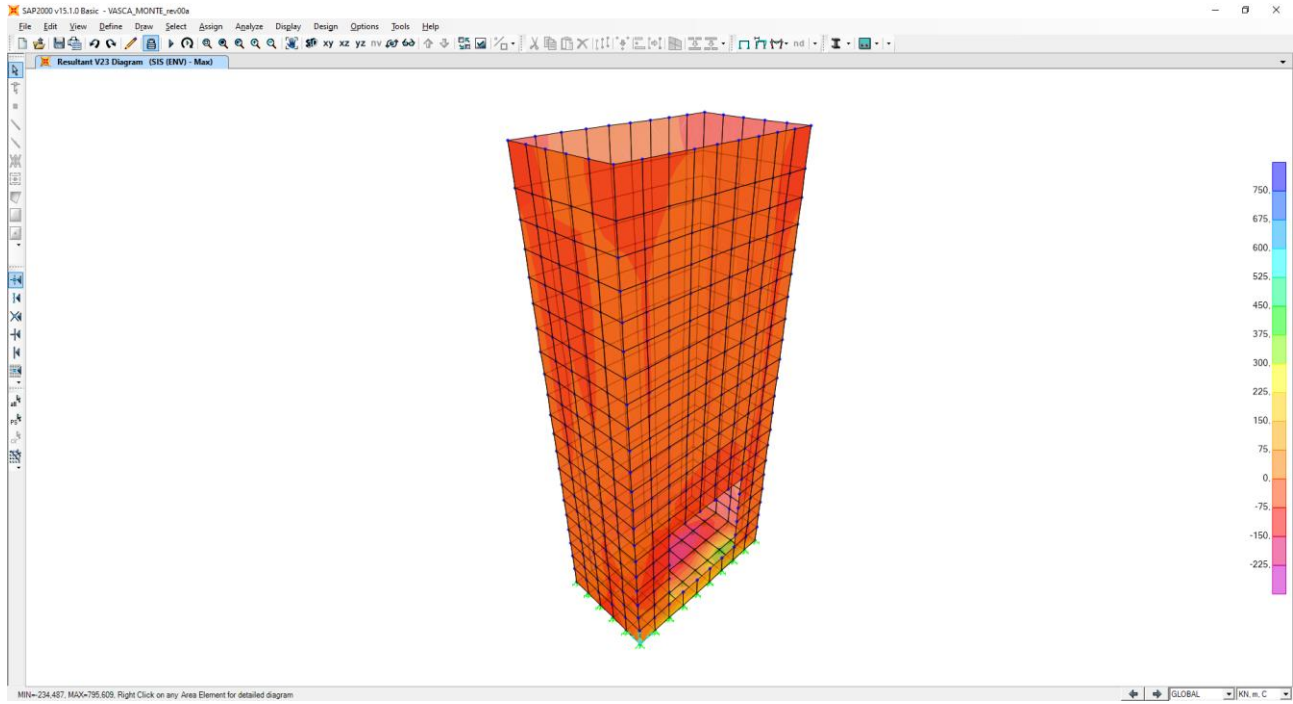 SAP2000 v15.1.0 Basic - VASCA_MONTE_rev00a
File Edit View Define Draw Select Assign Analyze Display Design Options Tools Help
xy xz yz nv nd
Resultant V23 Diagram (SIS (ENV) - Max)
750,
675,
600,
525,
450,
375,
300,
225,
150,
75,
0,
-75,
-150,
-225,
MIN=-234,487, MAX=795,609, Right Click on any Area Element for detailed diagram
GLOBAL
KN, m, C